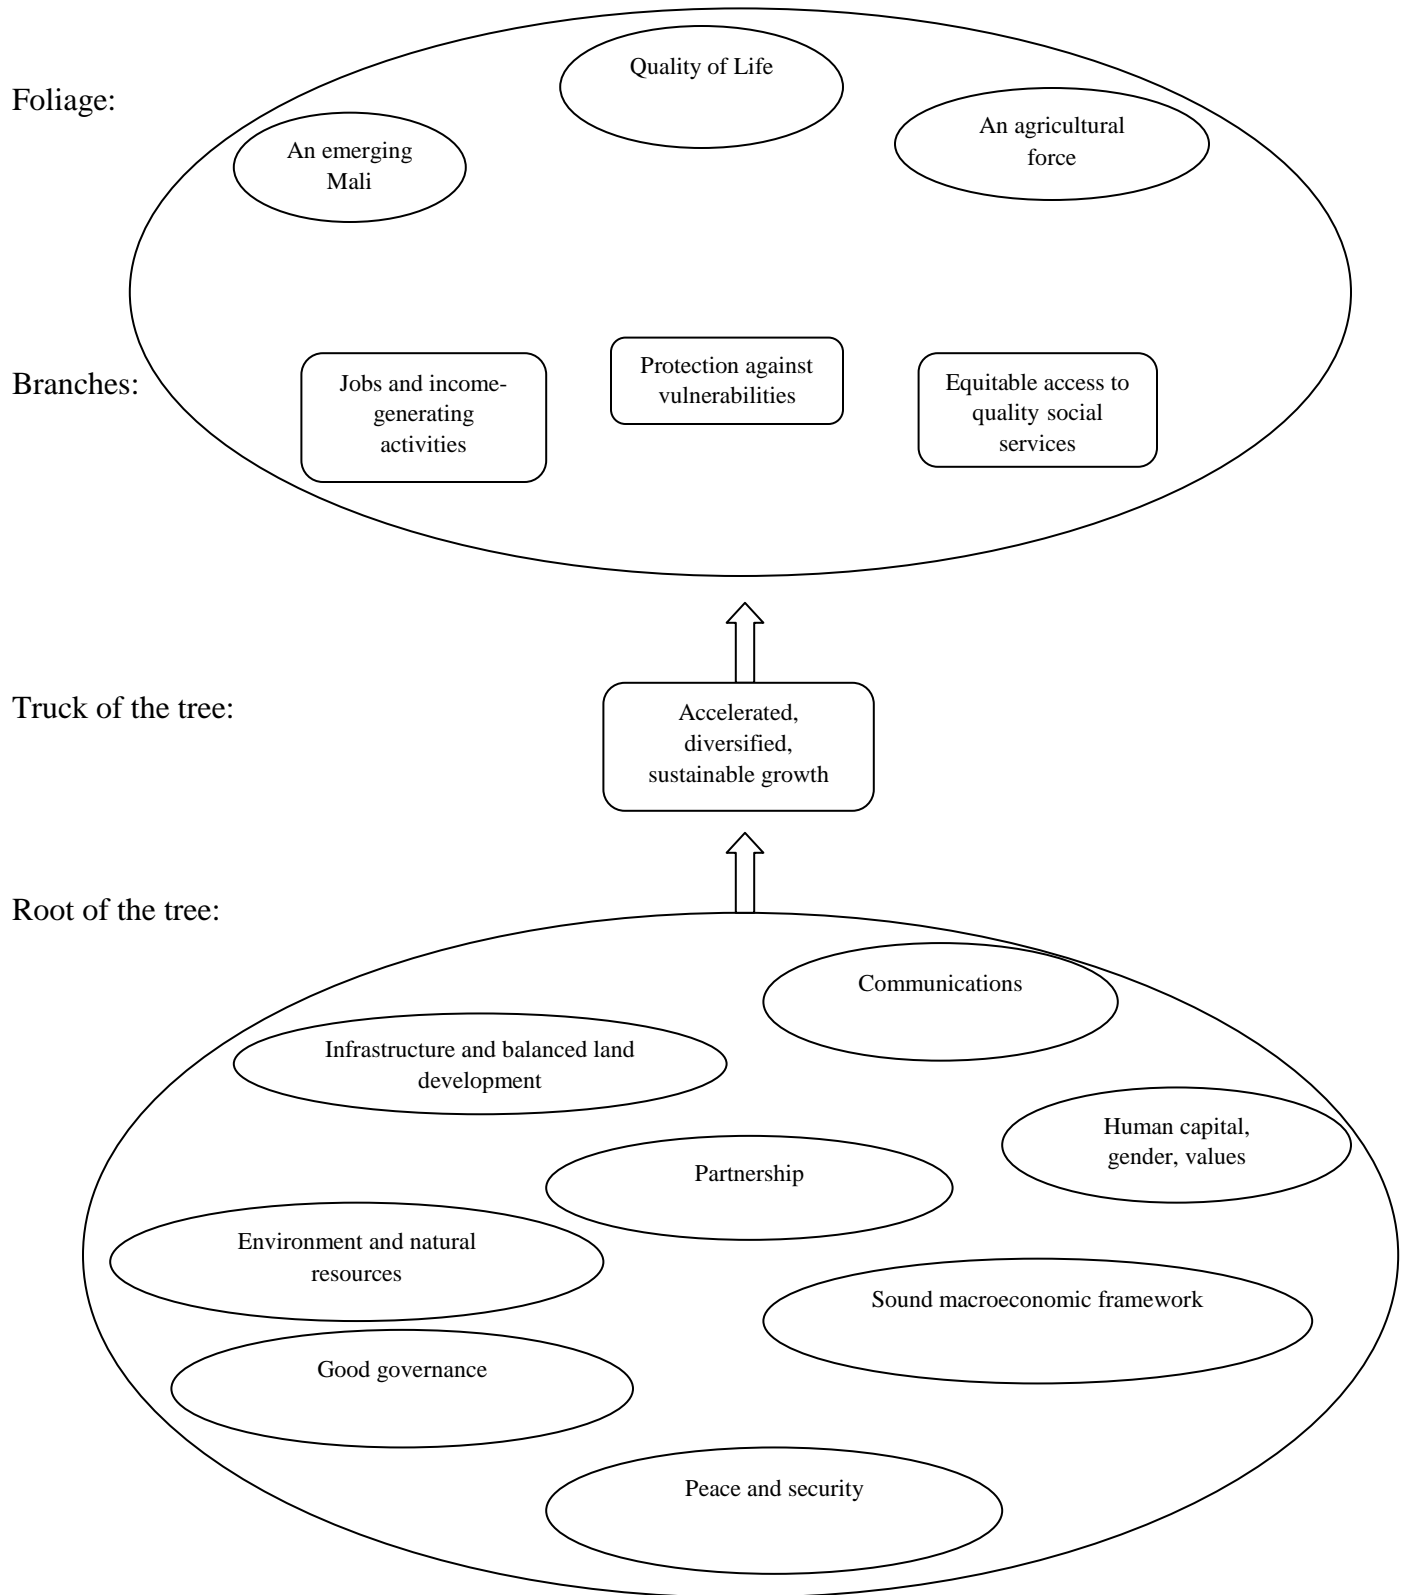 Quality of Life
Foliage:
An agricultural
force
An emerging
Mali
Protection against
vulnerabilities
Branches:
Jobs and income-
generating
activities
Equitable access to
quality social
services
Truck of the tree:
Accelerated,
diversified,
sustainable growth
Root of the tree:
Communications
Infrastructure and balanced land
development
Human capital,
gender, values
Partnership
Environment and natural
resources
Sound macroeconomic framework
Good governance
Peace and security